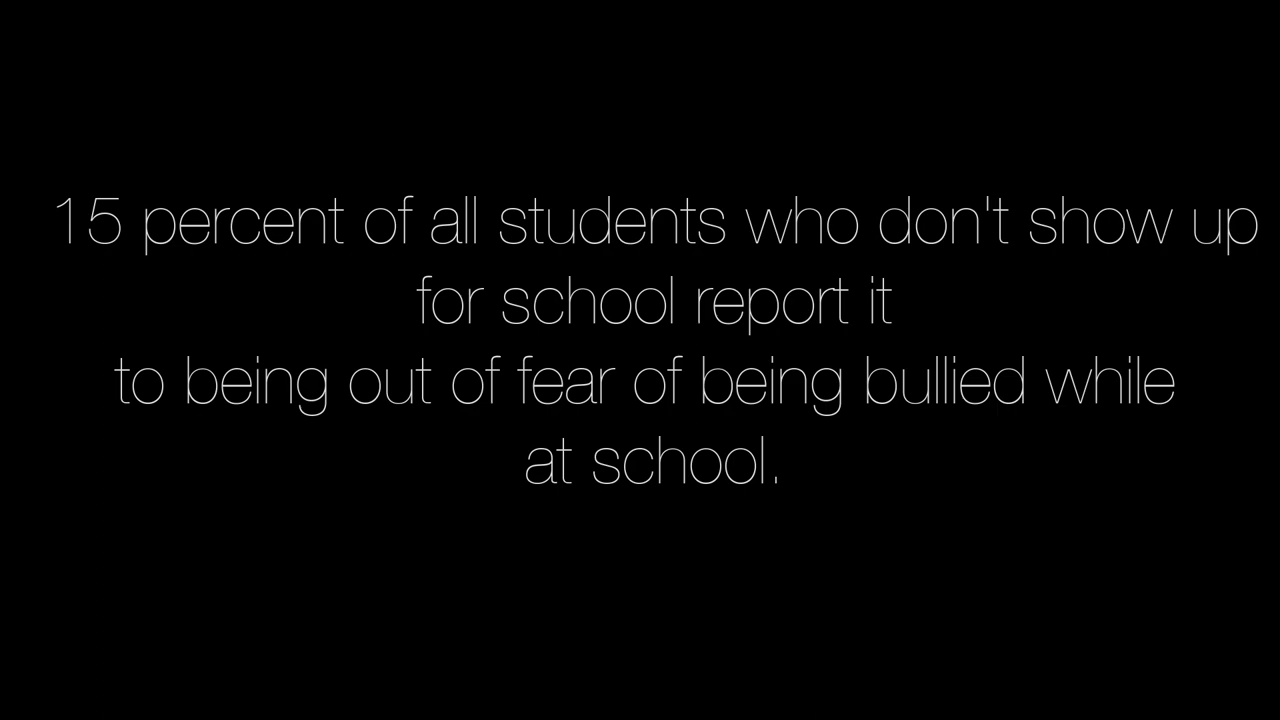 15 percent of all students who don't show up
for school report it
to being out of fear of being bullied while
at school.